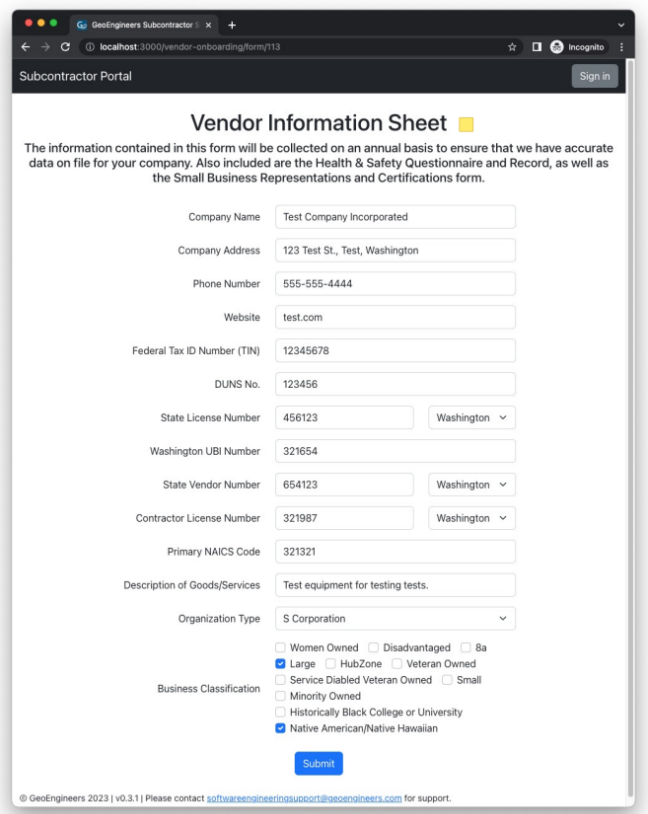 GeoEngineers Subcontractor S
localhost:3000/vendor-onboarding/form/113
Incognito
Subcontractor Portal
Sign in
Vendor Information Sheet
The information contained in this form will be collected on an annual basis to ensure that we have accurate
data on file for your company. Also included are the Health & Safety Questionnaire and Record, as well as
the Small Business Representations and Certifications form.
Company Name Test Company Incorporated
Company Address 123 Test St., Test, Washington
Phone Number 555-555-4444
Website test.com
Federal Tax ID Number (TIN) 12345678
DUNS No. 123456
State License Number 456123 Washington
Washington UBI Number 321654
State Vendor Number 654123 Washington
Contractor License Number 321987 Washington
Primary NAICS Code 321321
Description of Goods/Services Test equipment for testing tests.
Organization Type S Corporation
Women Owned Disadvantaged 8a
Large HubZone Veteran Owned
Service Diabled Veteran Owned Small
Business Classification
Minority Owned
Historically Black College or University
Native American/Native Hawaiian
Submit
© GeoEngineers 2023 | v0.3.1 | Please contact softwareengineeringsupport@geoengineers.com for support.